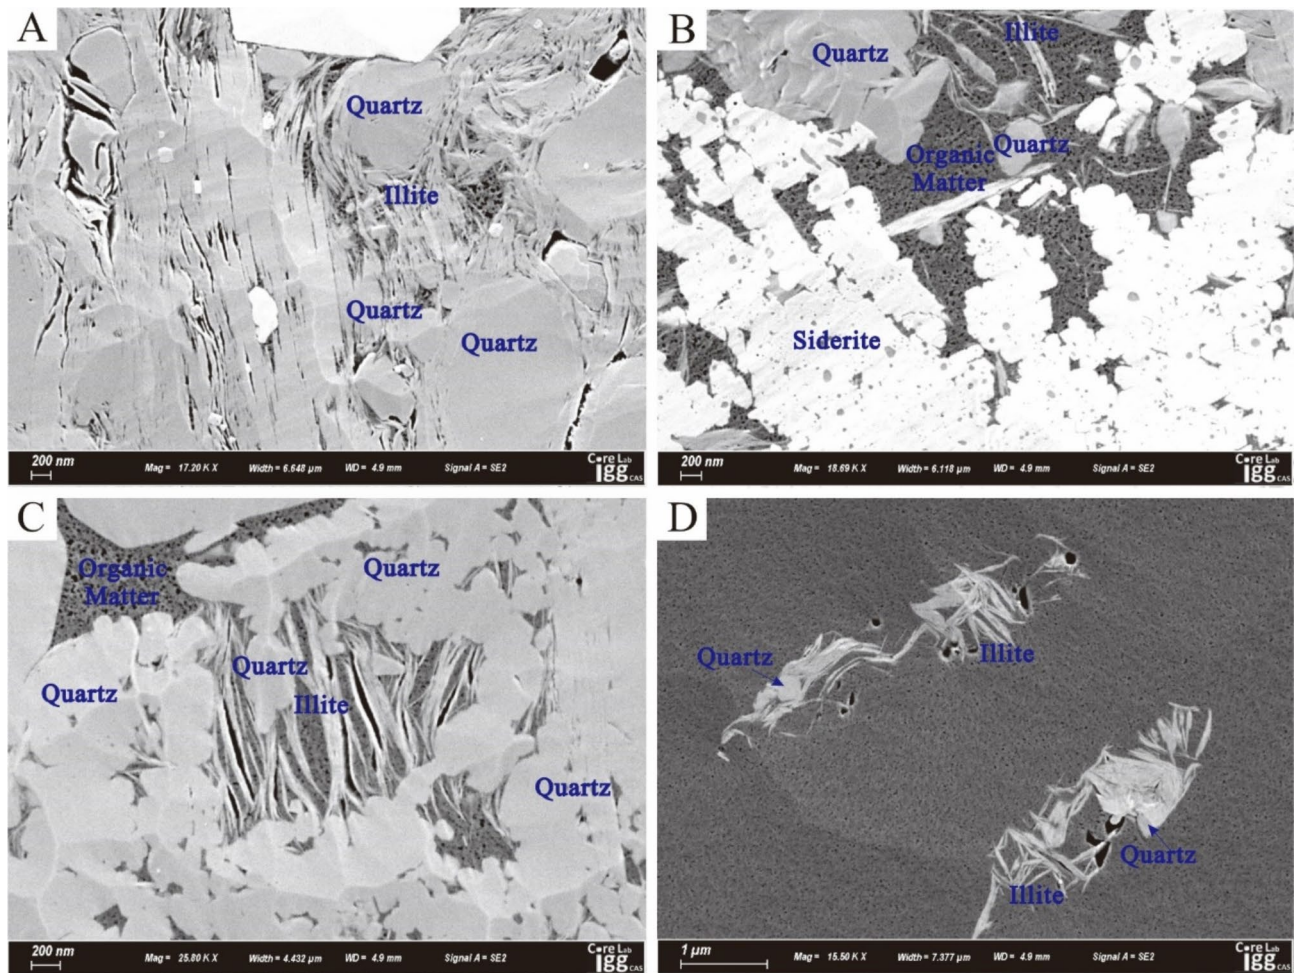 A
Quartz
Illite
Quartz
Quartz
200 nm
Mag = 17.20 K X
Width = 6.648 µm
WD = 4.9 mm
Signal A = SE2
Core Lab
igg CAS
B
Quartz
Illite
Quartz
Organic
Matter
Siderite
200 nm
Mag = 18.69 K X
Width = 6.118 µm
WD = 4.9 mm
Signal A = SE2
Core Lab
igg CAS
C
Organic
Matter
Quartz
Quartz
Quartz
Illite
Quartz
200 nm
Mag = 25.80 K X
Width = 4.432 µm
WD = 4.9 mm
Signal A = SE2
Core Lab
igg CAS
D
Quartz
Illite
Quartz
Illite
1 µm
Mag = 15.50 K X
Width = 7.377 µm
WD = 4.9 mm
Signal A = SE2
Core Lab
igg CAS